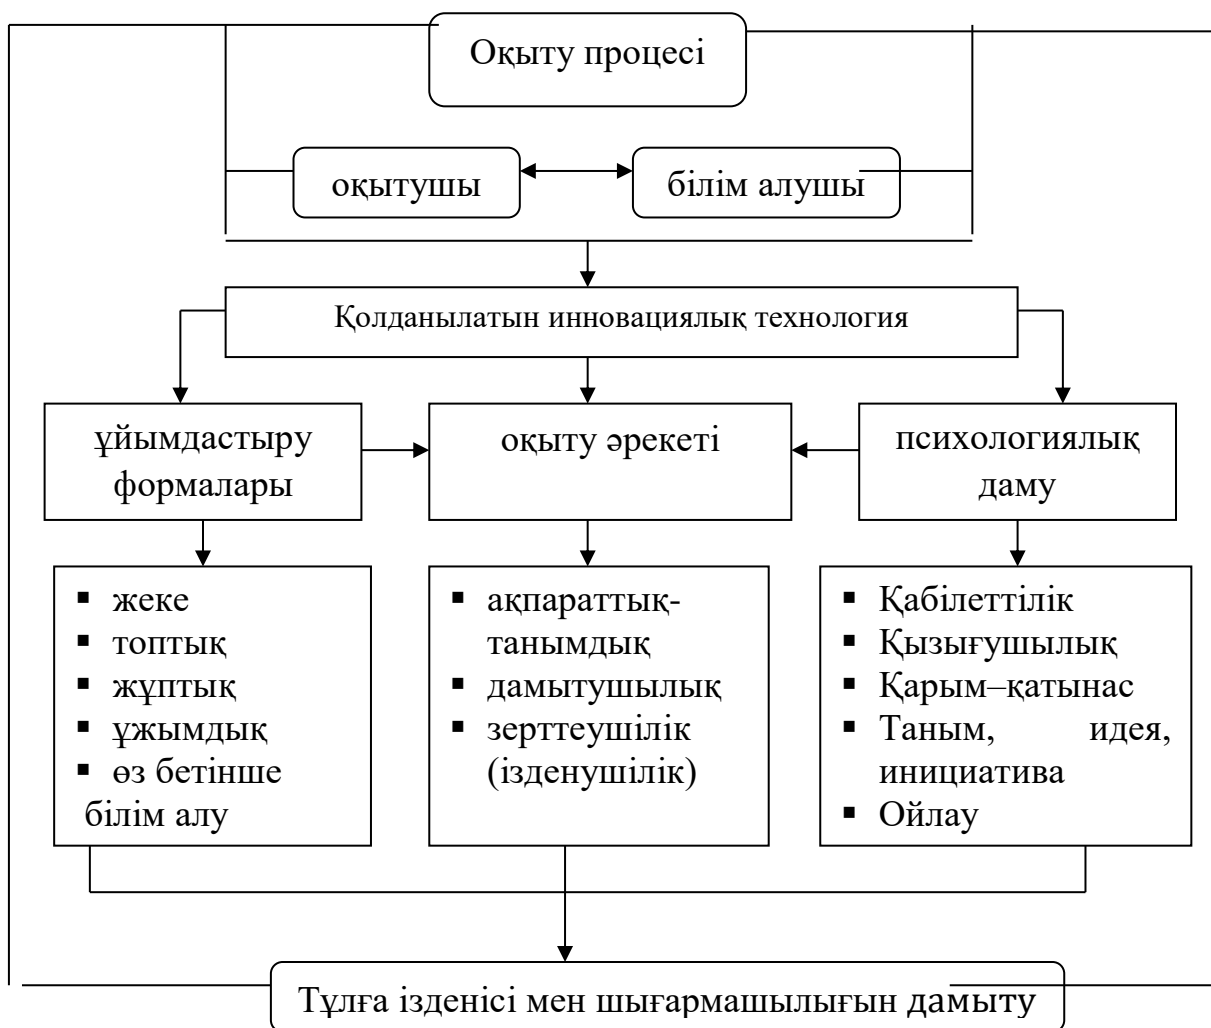 Оқыту процесі
оқытушы
білім алушы
Қолданылатын инновациялық технология
ұйымдастыру
формалары
оқыту әрекеті
психологиялық
даму
▪ жеке
▪ топтық
▪ жұптық
▪ ұжымдық
▪ өз бетінше
білім алу
▪ ақпараттық-
танымдық
▪ дамытушылық
▪ зерттеушілік
(ізденушілік)
▪ Қабілеттілік
▪ Қызығушылық
▪ Қарым–қатынас
▪ Таным, идея,
инициатива
▪ Ойлау
Тұлға ізденісі мен шығармашылығын дамыту